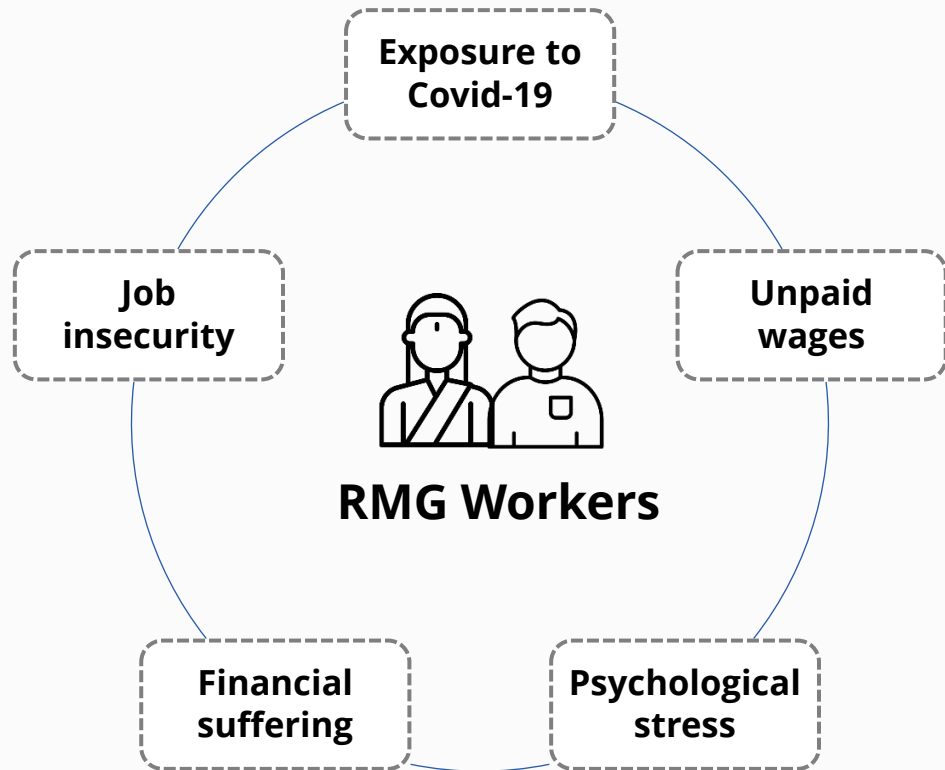 Exposure to
Covid-19
Job
insecurity
Unpaid
wages
RMG Workers
Financial
suffering
Psychological
stress